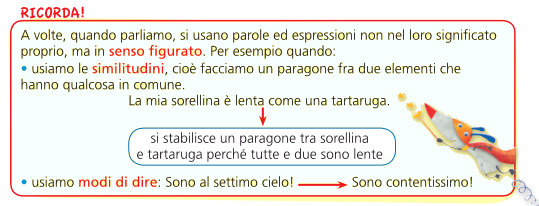 RICORDA!
A volte, quando parliamo, si usano parole ed espressioni non nel loro significato
proprio, ma in senso figurato. Per esempio quando:
• usiamo le similitudini, cioè facciamo un paragone fra due elementi che
hanno qualcosa in comune.
La mia sorellina è lenta come una tartaruga.
si stabilisce un paragone tra sorellina
e tartaruga perché tutte e due sono lente
• usiamo modi di dire: Sono al settimo cielo! Sono contentissimo!